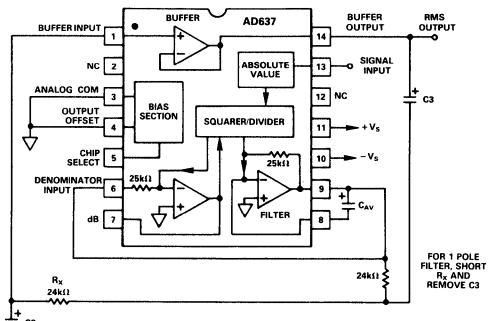 BUFFER
AD637
BUFFER
OUTPUT
RMS
OUTPUT
BUFFER INPUT
1
14
NC
2
ABSOLUTE
VALUE
13
SIGNAL
INPUT
ANALOG COM
3
12
NC
C3
OUTPUT
OFFSET
4
BIAS
SECTION
SQUARER/DIVIDER
11
+VS
CHIP
SELECT
5
25kΩ
10
−VS
DENOMINATOR
INPUT
6
25kΩ
9
CAV
dB
7
FILTER
8
24kΩ
FOR 1 POLE
FILTER, SHORT
RX AND
REMOVE C3
RX
24kΩ